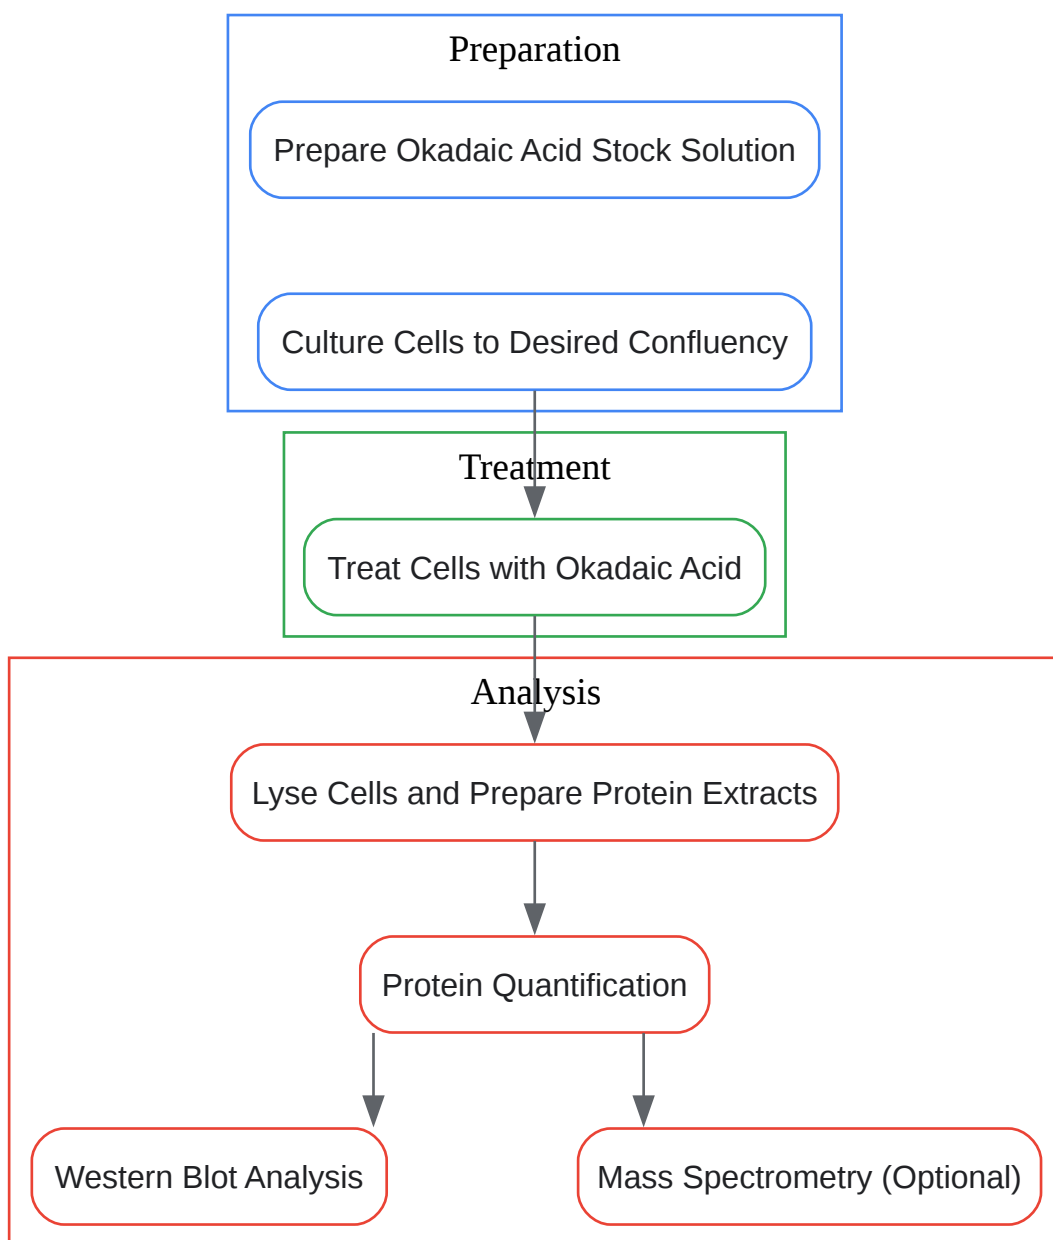 Preparation
Prepare Okadaic Acid Stock Solution
Culture Cells to Desired Confluency
Treatment
Treat Cells with Okadaic Acid
Analysis
Lyse Cells and Prepare Protein Extracts
Protein Quantification
Western Blot Analysis
Mass Spectrometry (Optional)